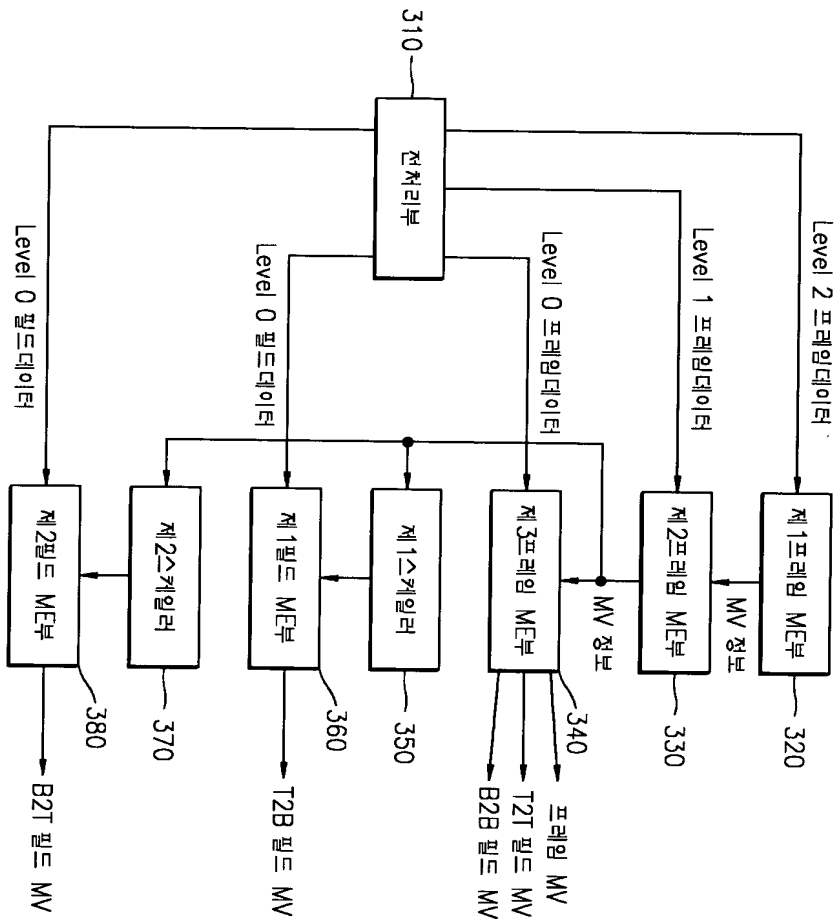 310
전처리부
Level 2 프레임데이터
Level 1 프레임데이터
Level 0 프레임데이터
Level 0 필드데이터
Level 0 필드데이터
제1프레임 ME부
320
MV 정보
제2프레임 ME부
330
MV 정보
제3프레임 ME부
340
프레임 MV
T2T 필드 MV
B2B 필드 MV
제1스케일러
350
제1필드 ME부
360
T2B 필드 MV
제2스케일러
370
제2필드 ME부
380
B2T 필드 MV